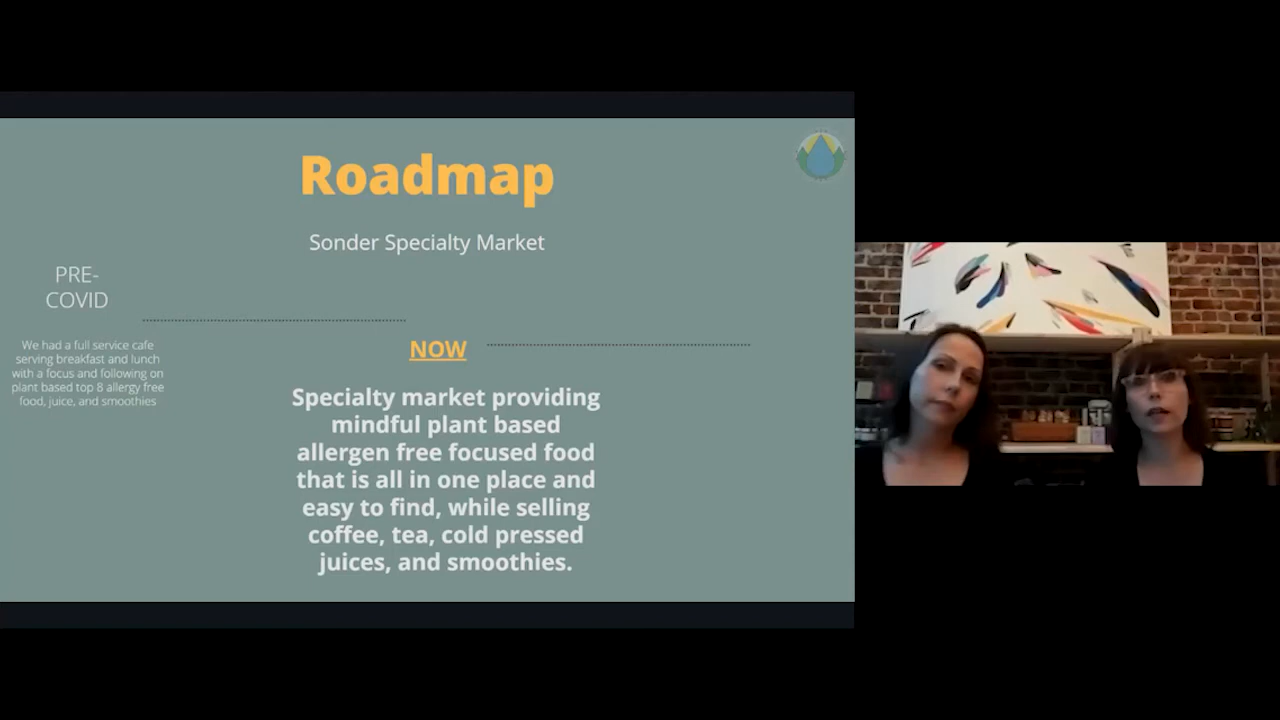 Roadmap
Sonder Specialty Market
PRE-
COVID
We had a full service cafe
serving breakfast and lunch
with a focus and following on
plant based top 8 allergy free
food, juice, and smoothies
NOW
Specialty market providing
mindful plant based
allergen free focused food
that is all in one place and
easy to find, while selling
coffee, tea, cold pressed
juices, and smoothies.